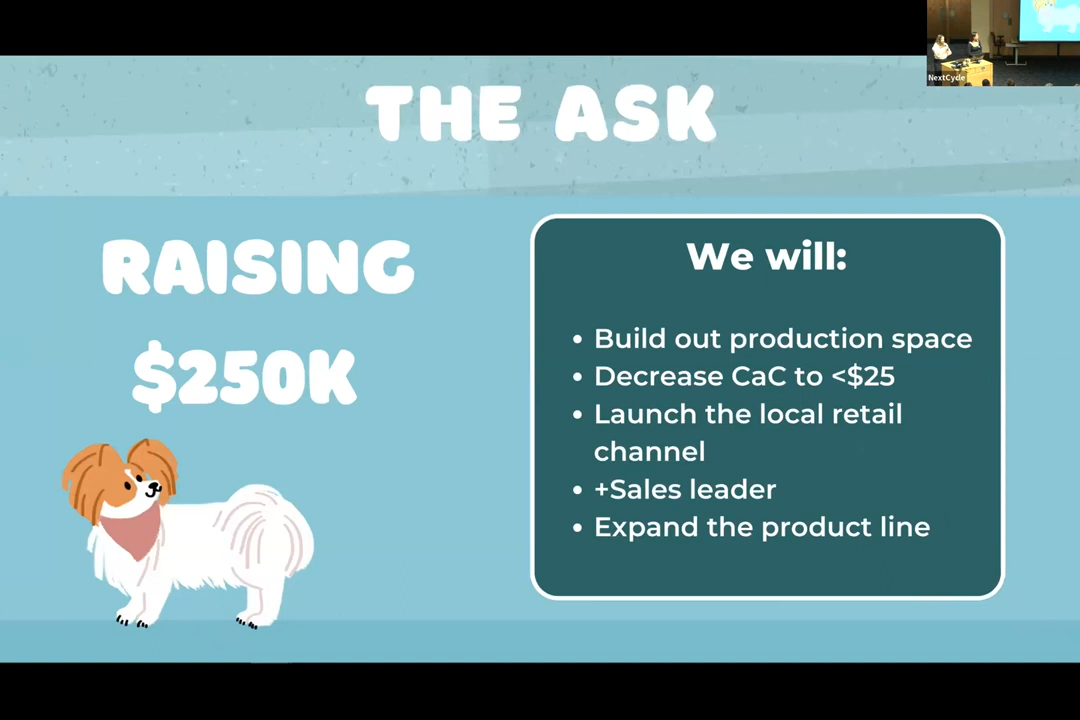 NextCycle
THE ASK
RAISING
$250K
We will:
• Build out production space
• Decrease CaC to <$25
• Launch the local retail
channel
• +Sales leader
• Expand the product line